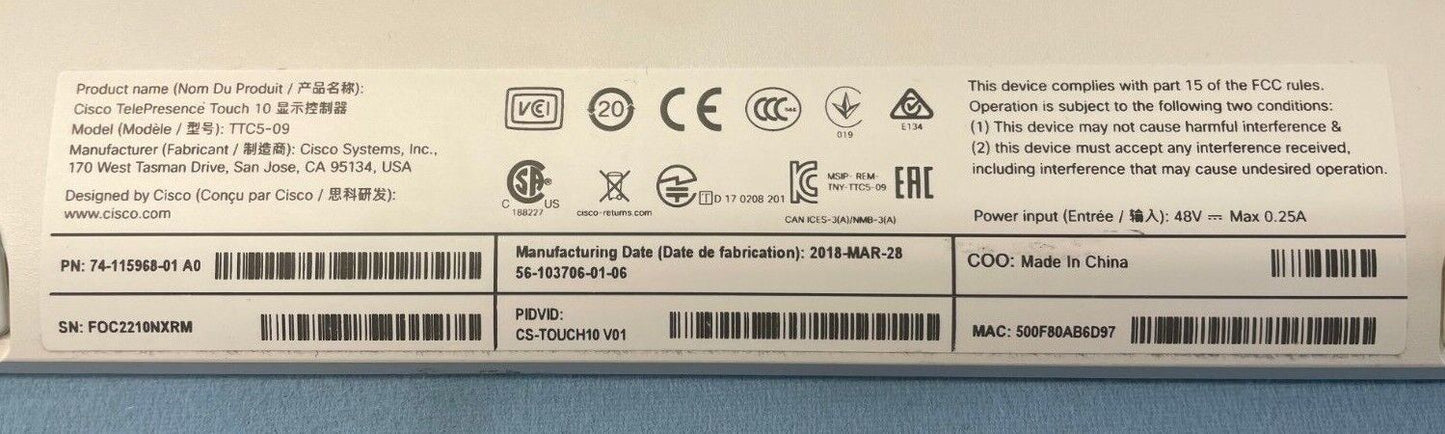 Product name (Nom Du Produit / 产品名称):
Cisco TelePresence Touch 10 显示控制器
Model (Modèle / 型号): TTC5-09
Manufacturer (Fabricant / 制造商): Cisco Systems, Inc.,
170 West Tasman Drive, San Jose, CA 95134, USA
Designed by Cisco (Conçu par Cisco / 思科研发):
www.cisco.com
VCI
20
CE
CCC
019
E134
C US
188227
cisco-returns.com
T D 17 0208 201
MSIP- REM-
TNY-TTC5-09
EAC
CAN ICES-3(A)/NMB-3(A)
This device complies with part 15 of the FCC rules.
Operation is subject to the following two conditions:
(1) This device may not cause harmful interference &
(2) this device must accept any interference received,
including interference that may cause undesired operation.
Power input (Entrée / 输入): 48V ⎓ Max 0.25A
PN: 74-115968-01 A0
Manufacturing Date (Date de fabrication): 2018-MAR-28
56-103706-01-06
COO: Made In China
SN: FOC2210NXRM
PIDVID:
CS-TOUCH10 V01
MAC: 500F80AB6D97